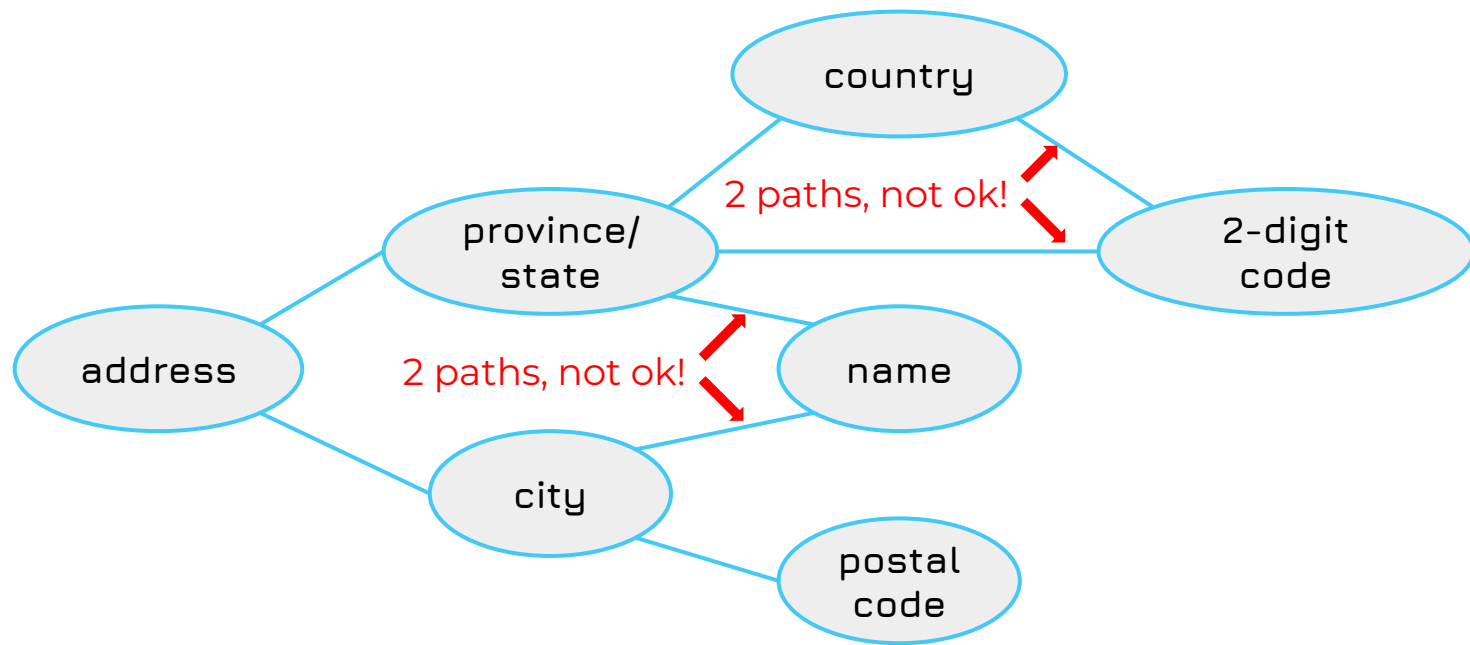 country
2 paths, not ok!
province/
state
2-digit
code
address
2 paths, not ok!
name
city
postal
code